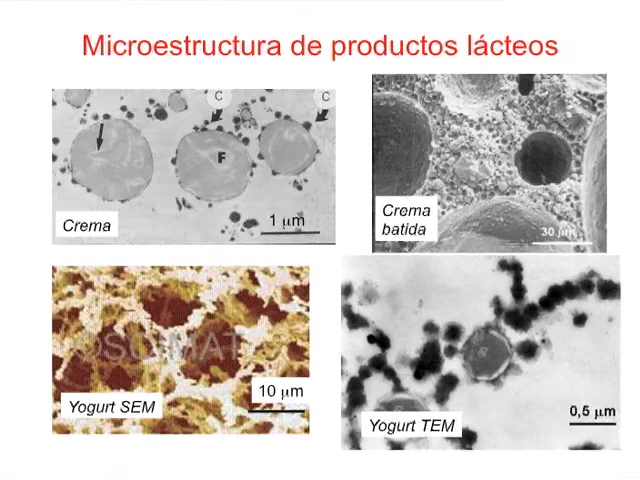 Microestructura de productos lácteos
C
C
F
Crema
1 μm
Crema
batida
30 μm
©SCIMAT
10 μm
Yogurt SEM
0,5 μm
Yogurt TEM